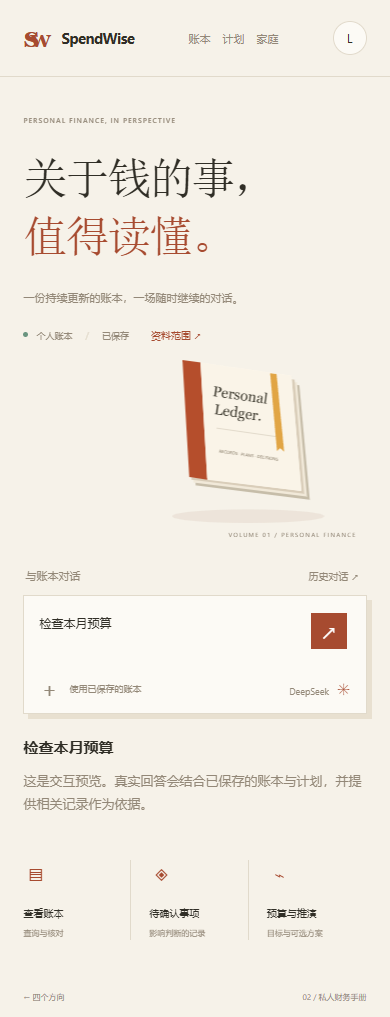 SW SpendWise 账本 计划 家庭 L
PERSONAL FINANCE, IN PERSPECTIVE
关于钱的事，
值得读懂。
一份持续更新的账本，一场随时继续的对话。
个人账本 / 已保存 资料范围 ↗
Personal
Ledger.
VOLUME 01 / PERSONAL FINANCE
与账本对话 历史对话 ↗
检查本月预算 ↗
+ 使用已保存的账本 DeepSeek
检查本月预算
这是交互预览。真实回答会结合已保存的账本与计划，并提
供相关记录作为依据。
查看账本 待确认事项 预算与推演
查询与核对 影响判断的记录 目标与可选方案
← 四个方向 02 / 私人财务手册